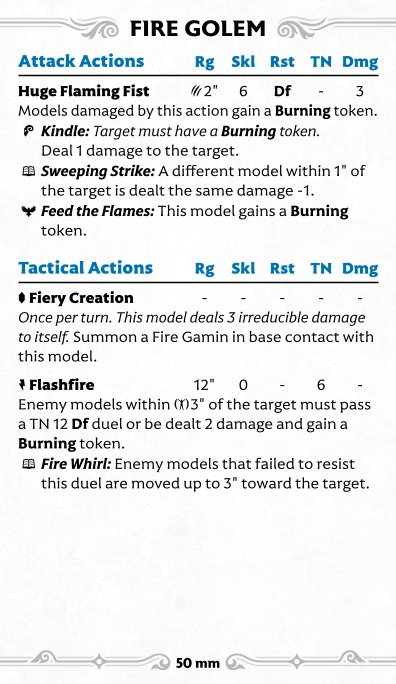 FIRE GOLEM
Attack Actions Rg Skl Rst TN Dmg
Huge Flaming Fist 2" 6 Df - 3
Models damaged by this action gain a Burning token.
Kindle: Target must have a Burning token.
Deal 1 damage to the target.
Sweeping Strike: A different model within 1" of
the target is dealt the same damage -1.
Feed the Flames: This model gains a Burning
token.
Tactical Actions Rg Skl Rst TN Dmg
Fiery Creation - - - - -
Once per turn. This model deals 3 irreducible damage
to itself. Summon a Fire Gamin in base contact with
this model.
Flashfire 12" 0 - 6 -
Enemy models within 3" of the target must pass
a TN 12 Df duel or be dealt 2 damage and gain a
Burning token.
Fire Whirl: Enemy models that failed to resist
this duel are moved up to 3" toward the target.
50 mm